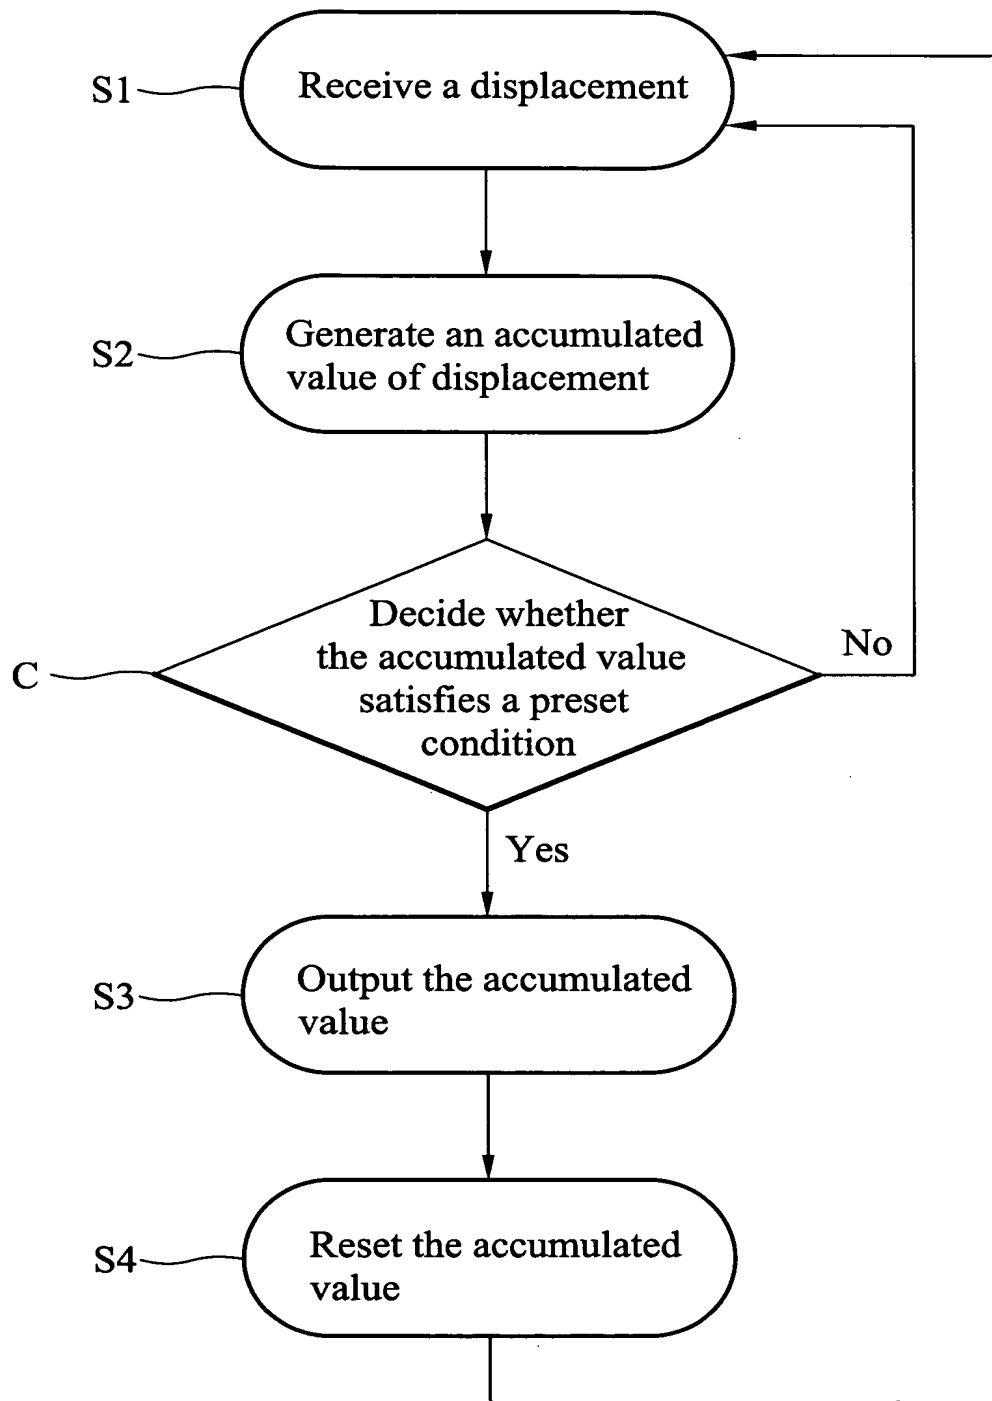 S1
Receive a displacement
S2
Generate an accumulated
value of displacement
C
Decide whether
the accumulated value
satisfies a preset
condition
No
Yes
S3
Output the accumulated
value
S4
Reset the accumulated
value